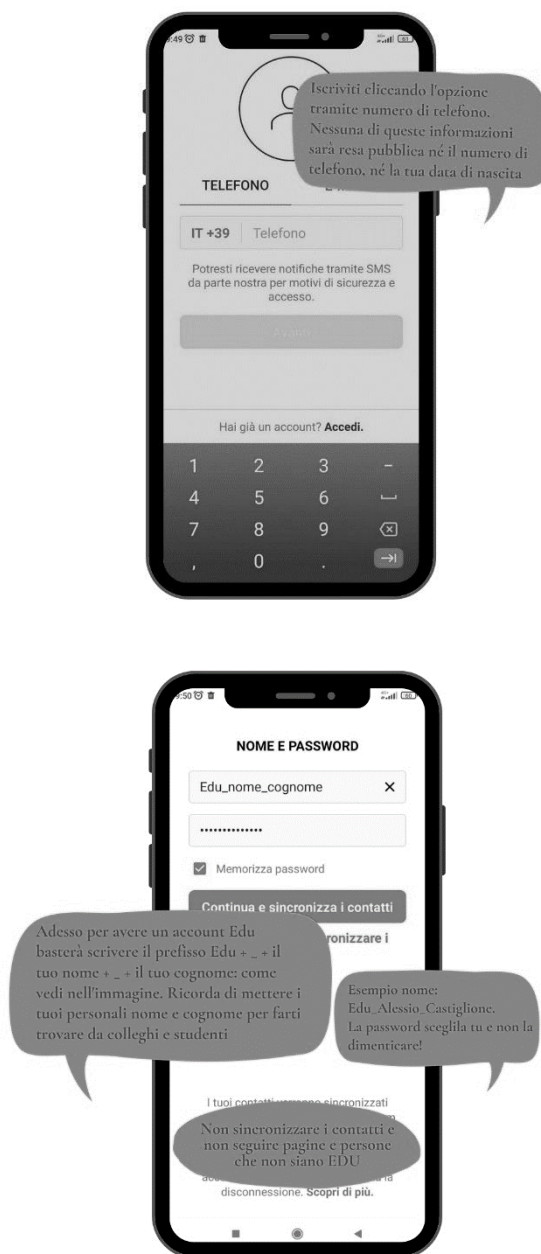 :49
Iscriviti cliccando l'opzione
tramite numero di telefono.
Nessuna di queste informazioni
sarà resa pubblica né il numero di
telefono, né la tua data di nascita
TELEFONO
IT +39 Telefono
Potresti ricevere notifiche tramite SMS
da parte nostra per motivi di sicurezza e
accesso.
Avanti
Hai già un account? Accedi.
1 2 3 -
4 5 6
7 8 9
, 0 .
:50
NOME E PASSWORD
Edu_nome_cognome
Memorizza password
Continua e sincronizza i contatti
ronizzare i
Adesso per avere un account Edu
basterà scrivere il prefisso Edu + _ + il
tuo nome + _ + il tuo cognome: come
vedi nell'immagine. Ricorda di mettere i
tuoi personali nome e cognome per farti
trovare da colleghi e studenti
Esempio nome:
Edu_Alessio_Castiglione.
La password sceglila tu e non la
dimenticare!
I tuoi contatti verranno sincronizzati
Non sincronizzare i contatti e
non seguire pagine e persone
che non siano EDU
disconnessione. Scopri di più.